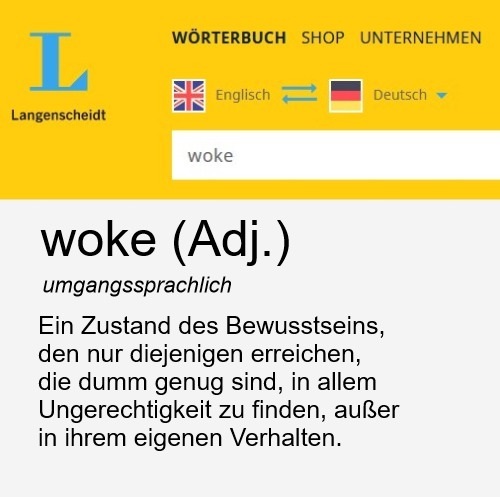 WÖRTERBUCH SHOP UNTERNEHMEN
L
Langenscheidt
Englisch Deutsch
woke
woke (Adj.)
umgangssprachlich
Ein Zustand des Bewusstseins,
den nur diejenigen erreichen,
die dumm genug sind, in allem
Ungerechtigkeit zu finden, außer
in ihrem eigenen Verhalten.